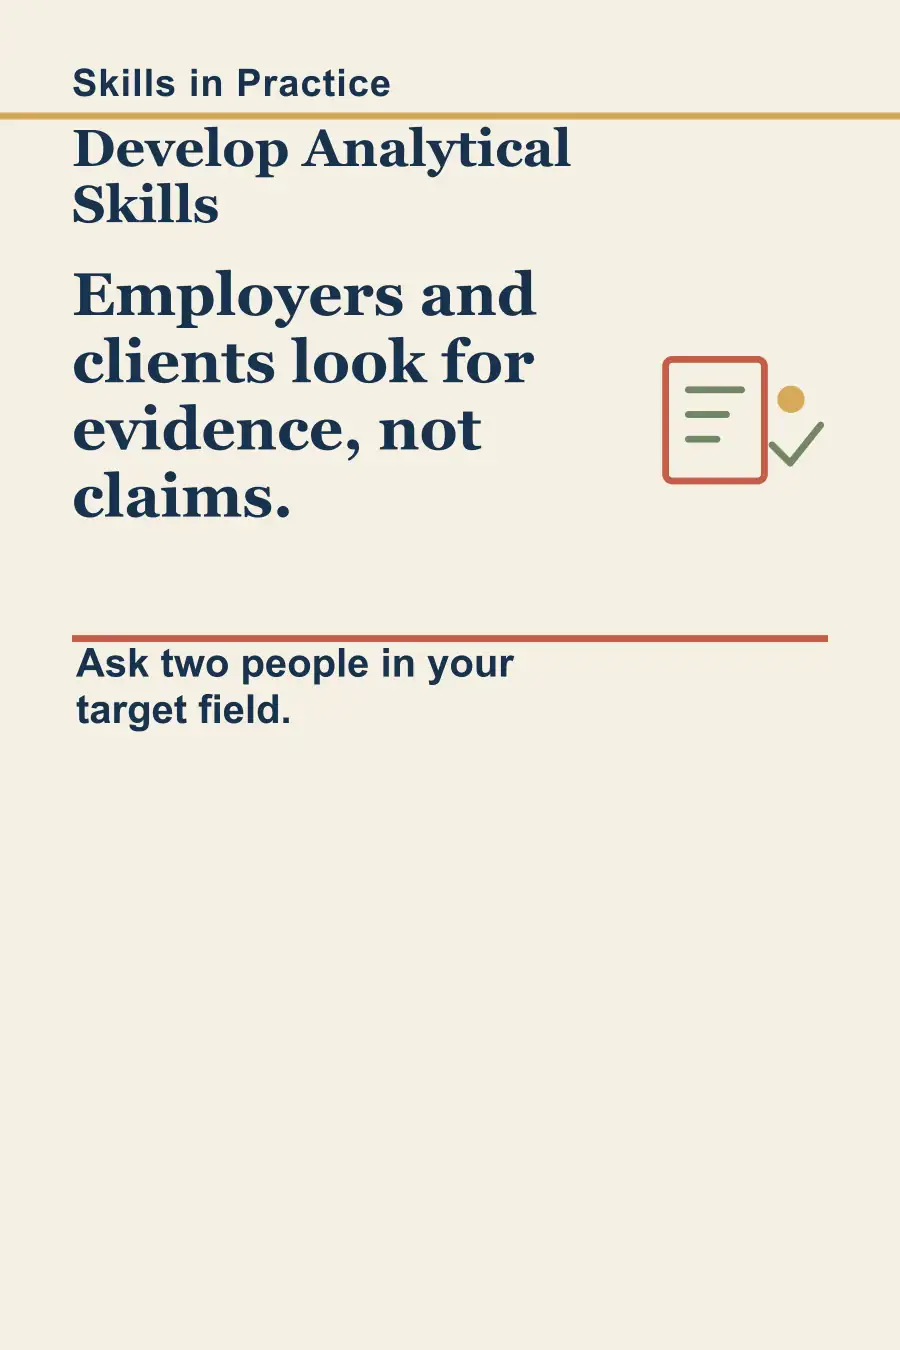 Skills in Practice
Develop Analytical
Skills
Employers and
clients look for
evidence, not
claims.
Ask two people in your
target field.